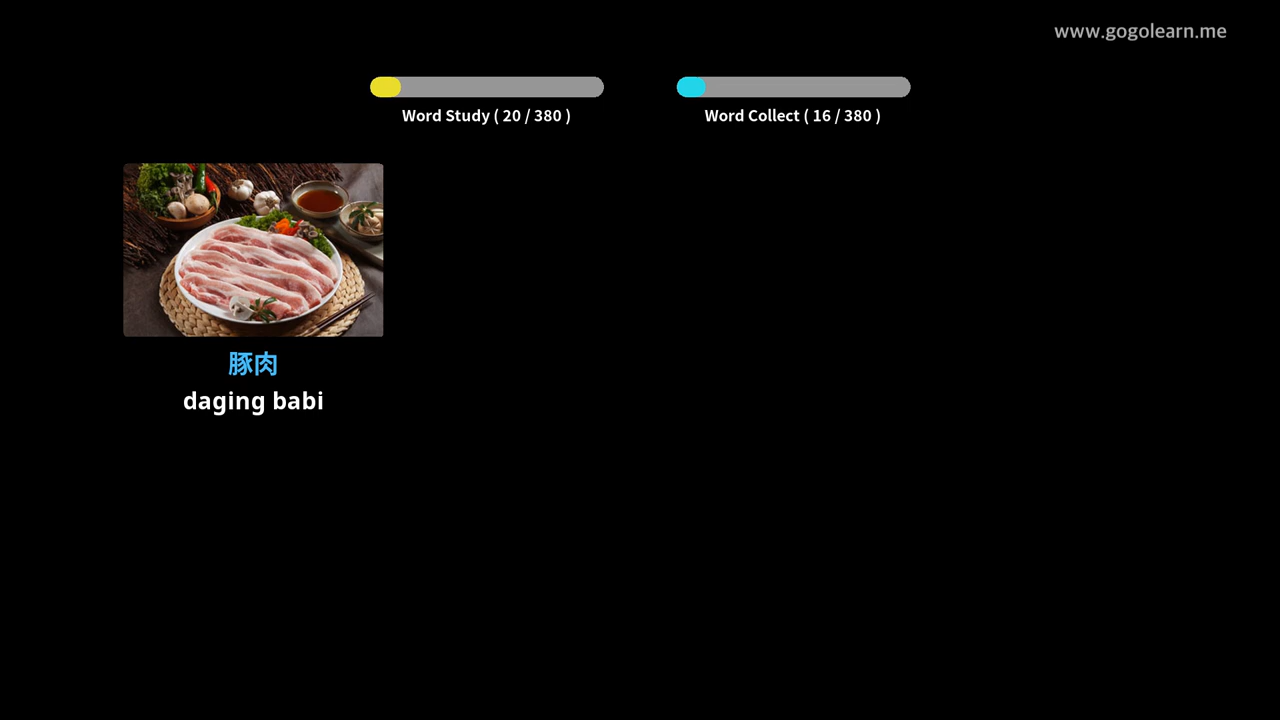 www.gogolearn.me
Word Study ( 20 / 380 )
Word Collect ( 16 / 380 )
豚肉
daging babi